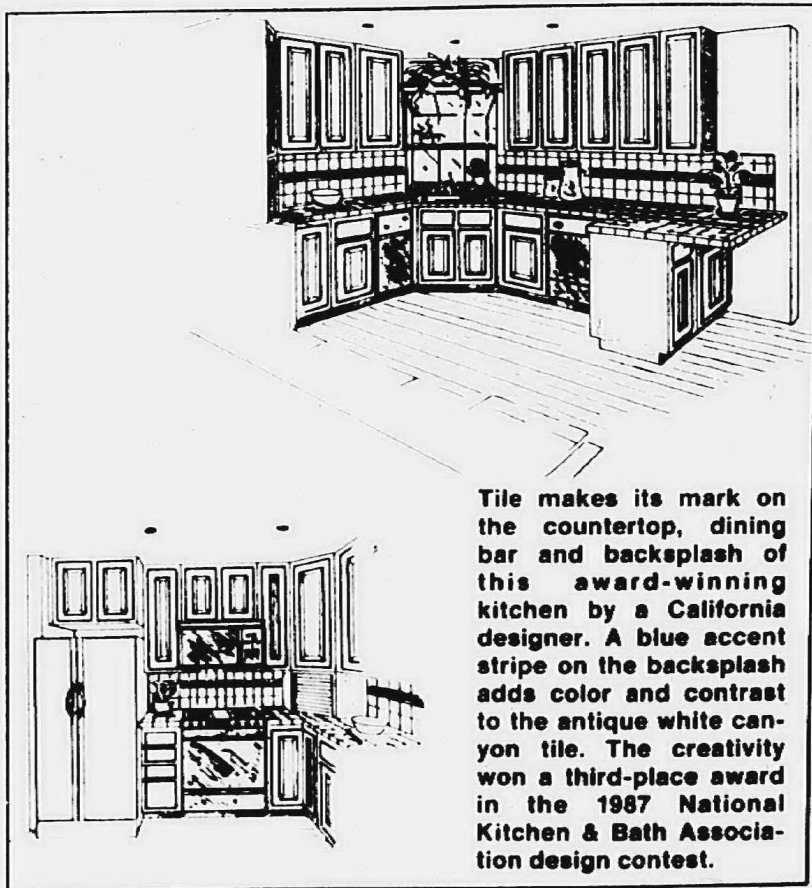 Tile makes its mark on
the countertop, dining
bar and backsplash of
this award-winning
kitchen by a California
designer. A blue accent
stripe on the backsplash
adds color and contrast
to the antique white can-
yon tile. The creativity
won a third-place award
in the 1987 National
Kitchen & Bath Associa-
tion design contest.